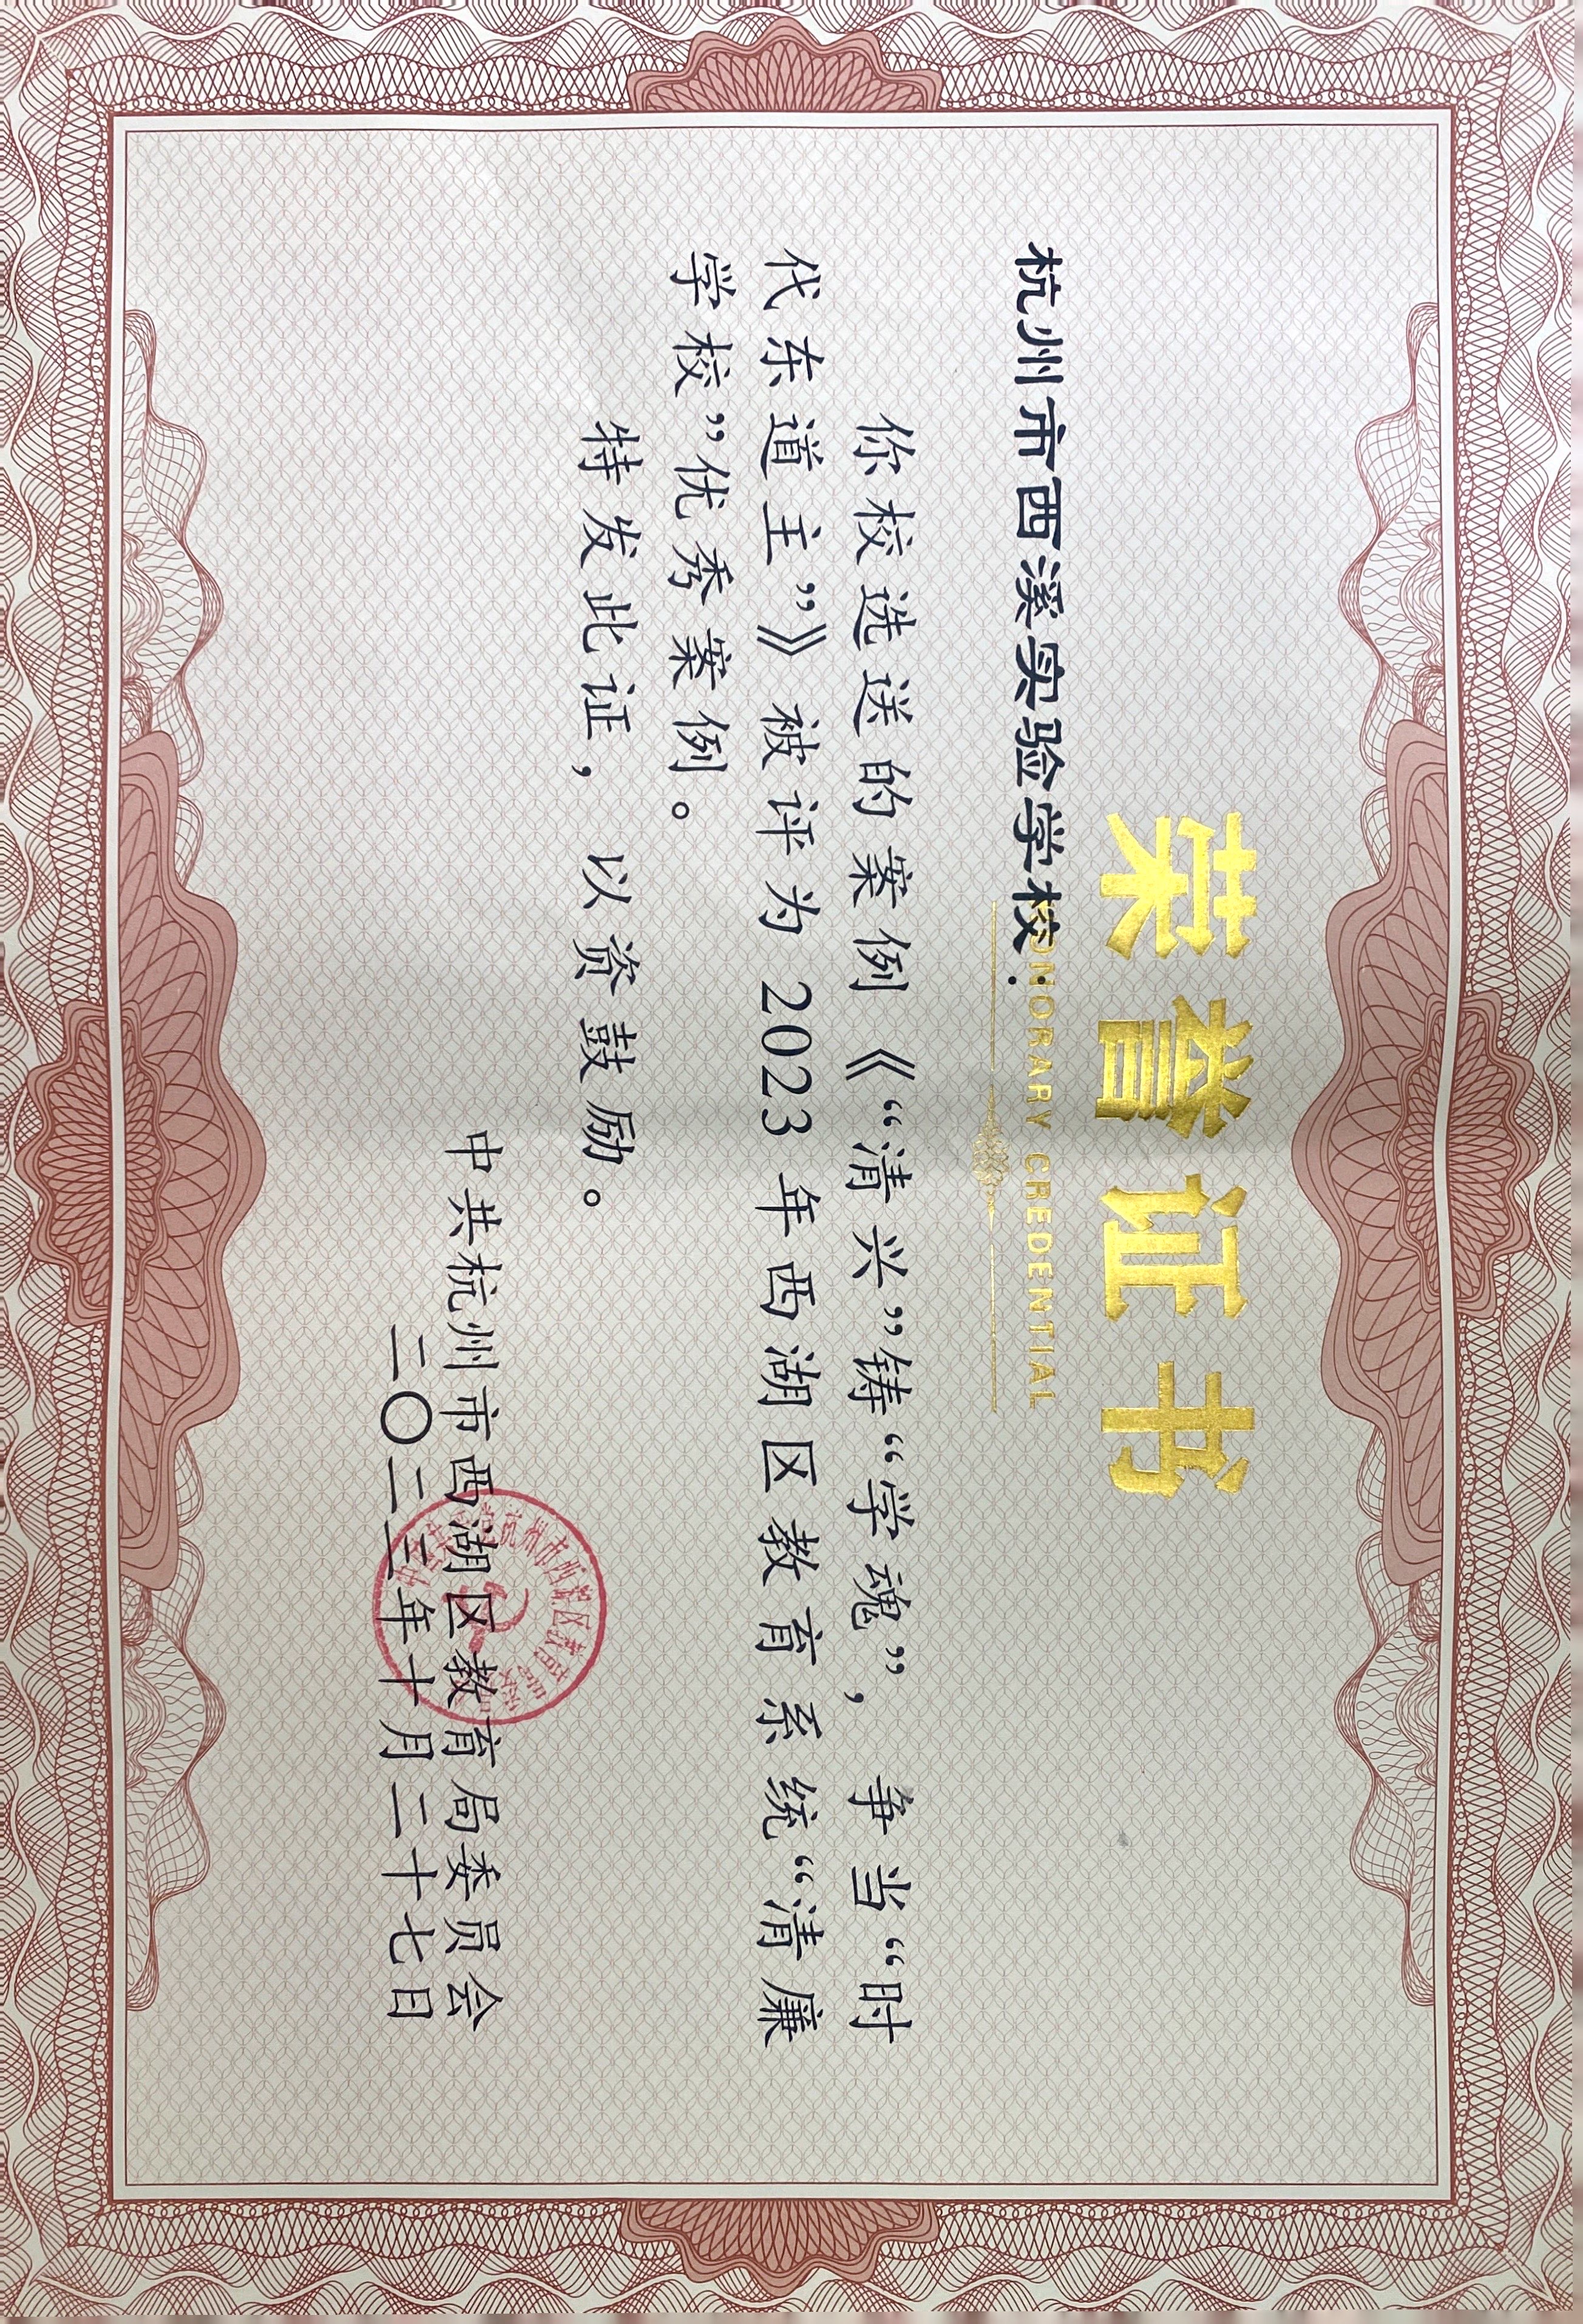 荣誉证书
HONORARY CREDENTIAL
杭州市西溪实验学校：
你校选送的案例《“清兴”铸“学魂”，争当“时
代东道主”》被评为 2023 年西湖区教育系统“清廉
学校”优秀案例。
特发此证，以资鼓励。
中共杭州市西湖区教育局委员会
二〇二三年十月二十七日